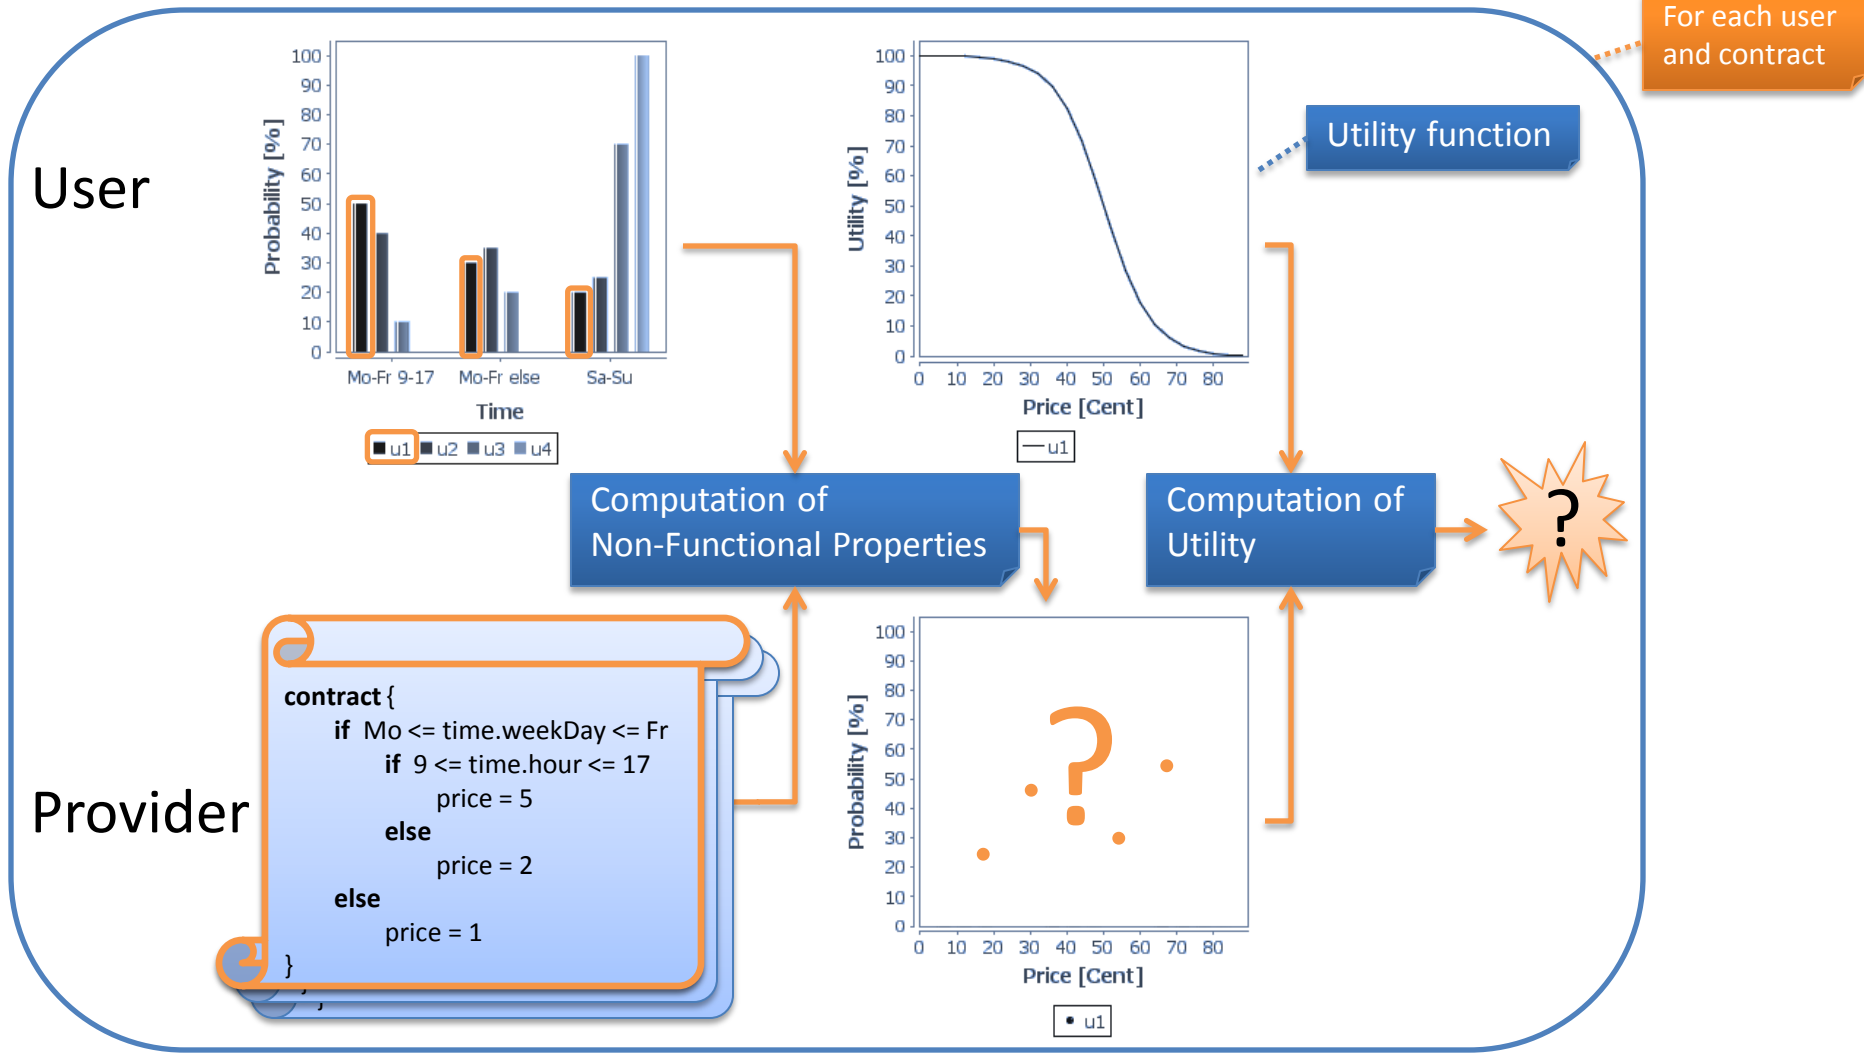 For each user
and contract
User
Probability [%]
100
90
80
70
60
50
40
30
20
10
0
Mo-Fr 9-17 Mo-Fr else Sa-Su
Time
u1 u2 u3 u4
Utility [%]
100
90
80
70
60
50
40
30
20
10
0
0 10 20 30 40 50 60 70 80
Price [Cent]
u1
Utility function
Computation of
Non-Functional Properties
Computation of
Utility
?
Provider
contract {
if Mo <= time.weekDay <= Fr
if 9 <= time.hour <= 17
price = 5
else
price = 2
else
price = 1
}
}
}
Probability [%]
100
90
80
70
60
50
40
30
20
10
0
?
0 10 20 30 40 50 60 70 80
Price [Cent]
u1